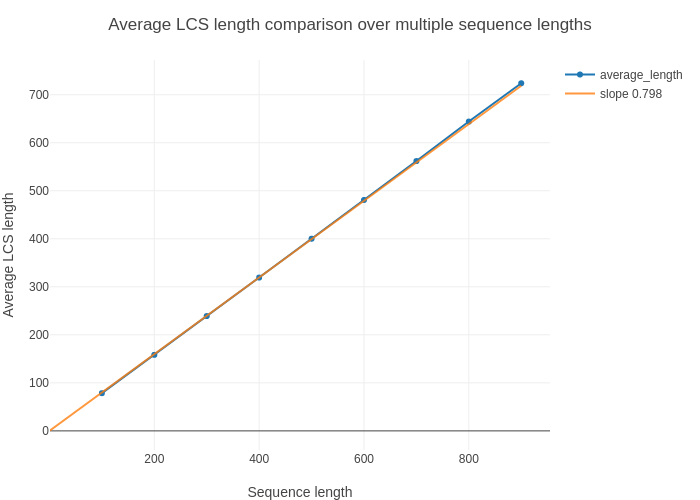 Average LCS length comparison over multiple sequence lengths
average_length
slope 0.798
Average LCS length
700
600
500
400
300
200
100
0
200
400
600
800
Sequence length